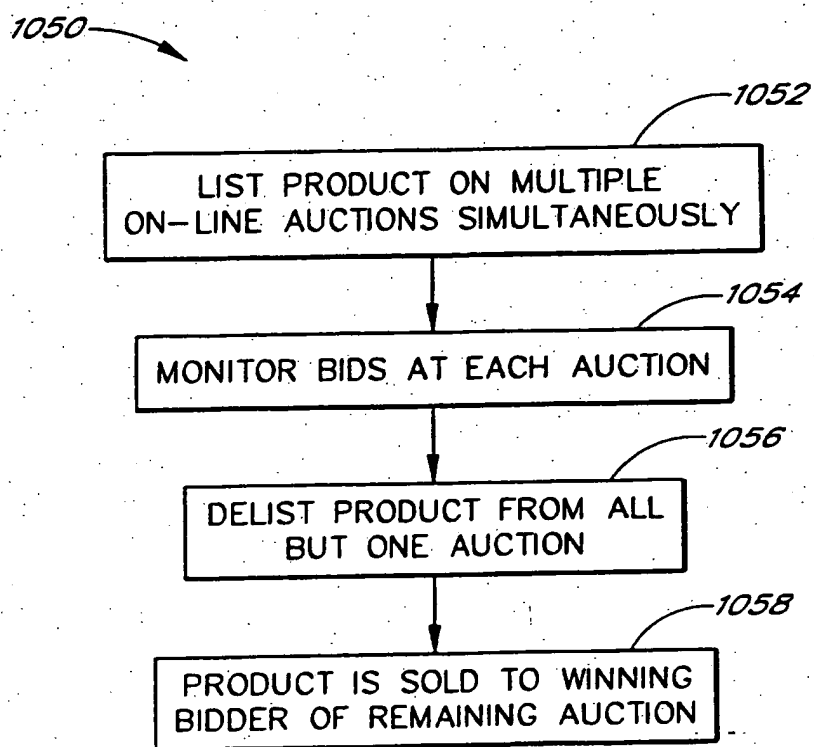 1050
1052
LIST PRODUCT ON MULTIPLE
ON-LINE AUCTIONS SIMULTANEOUSLY
1054
MONITOR BIDS AT EACH AUCTION
1056
DELIST PRODUCT FROM ALL
BUT ONE AUCTION
1058
PRODUCT IS SOLD TO WINNING
BIDDER OF REMAINING AUCTION